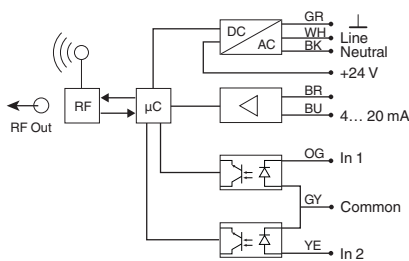 DC
AC
GR
WH Line
BK Neutral
+24 V
RF
µC
RF Out
BR
BU 4... 20 mA
OG In 1
GY Common
YE In 2